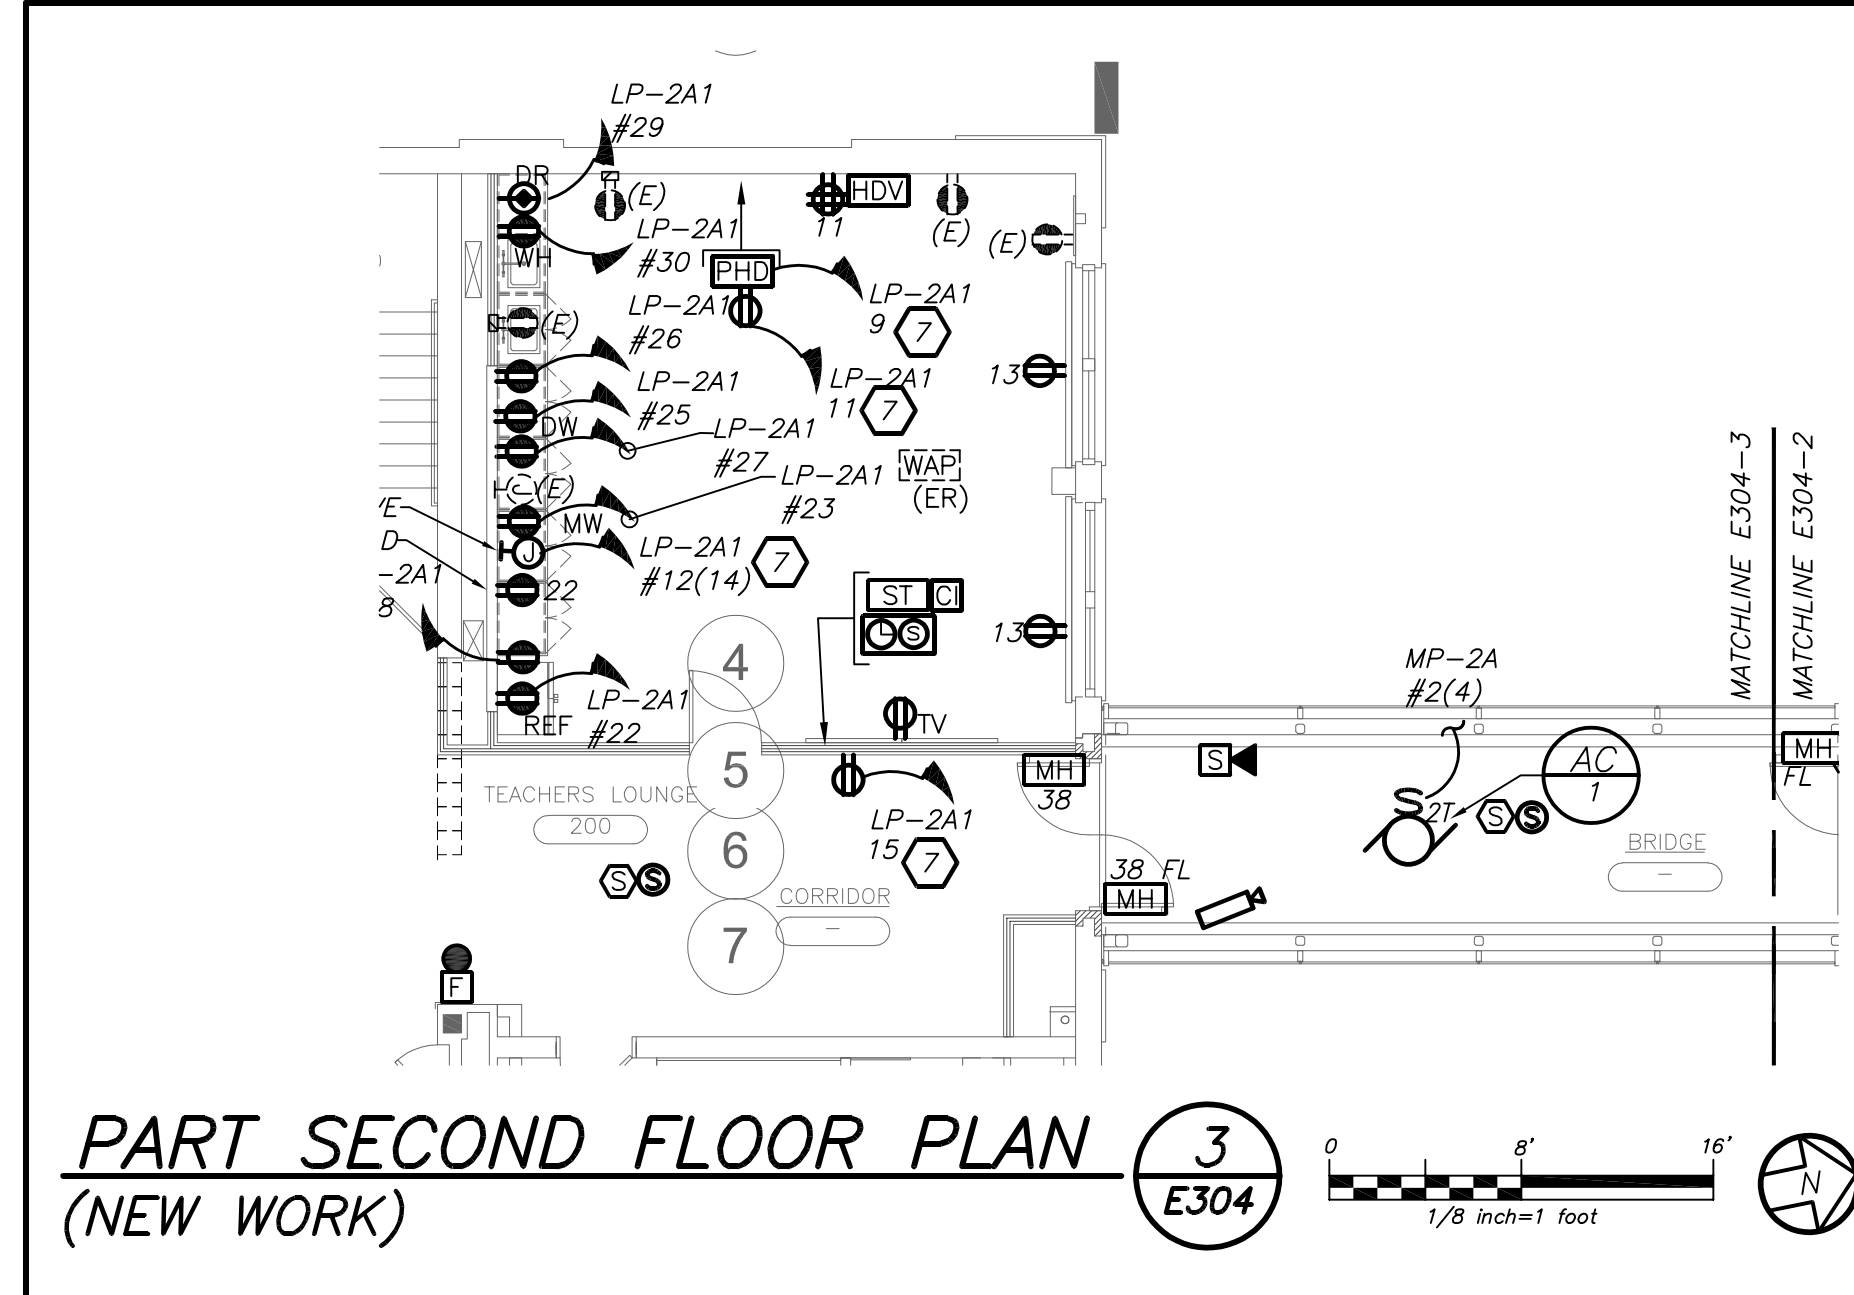 LP-2A1
#29
DR
(E)
HDV
11
(E)
(E)
LP-2A1
#30
WH
PHD
LP-2A1
9
7
LP-2A1
#26
(E)
13
LP-2A1
11
7
LP-2A1
#25
DW
LP-2A1
#27
WAP
(ER)
LP-2A1
#23
(E)
MW
J
LP-2A1
#12(14)
7
22
-2A1
8
ST
CI
S
13
4
LP-2A1
#22
REF
TV
5
MH
38
TEACHERS LOUNGE
200
LP-2A1
15
7
6
S
S
CORRIDOR
-
7
F
38 FL
MH
S
MP-2A
#2(4)
2T
S
S
AC
1
MATCHLINE E304-3
MATCHLINE E304-2
MH
FL
BRIDGE
-
PART SECOND FLOOR PLAN
(NEW WORK)
3
E304
0 8' 16'
1/8 inch=1 foot
N